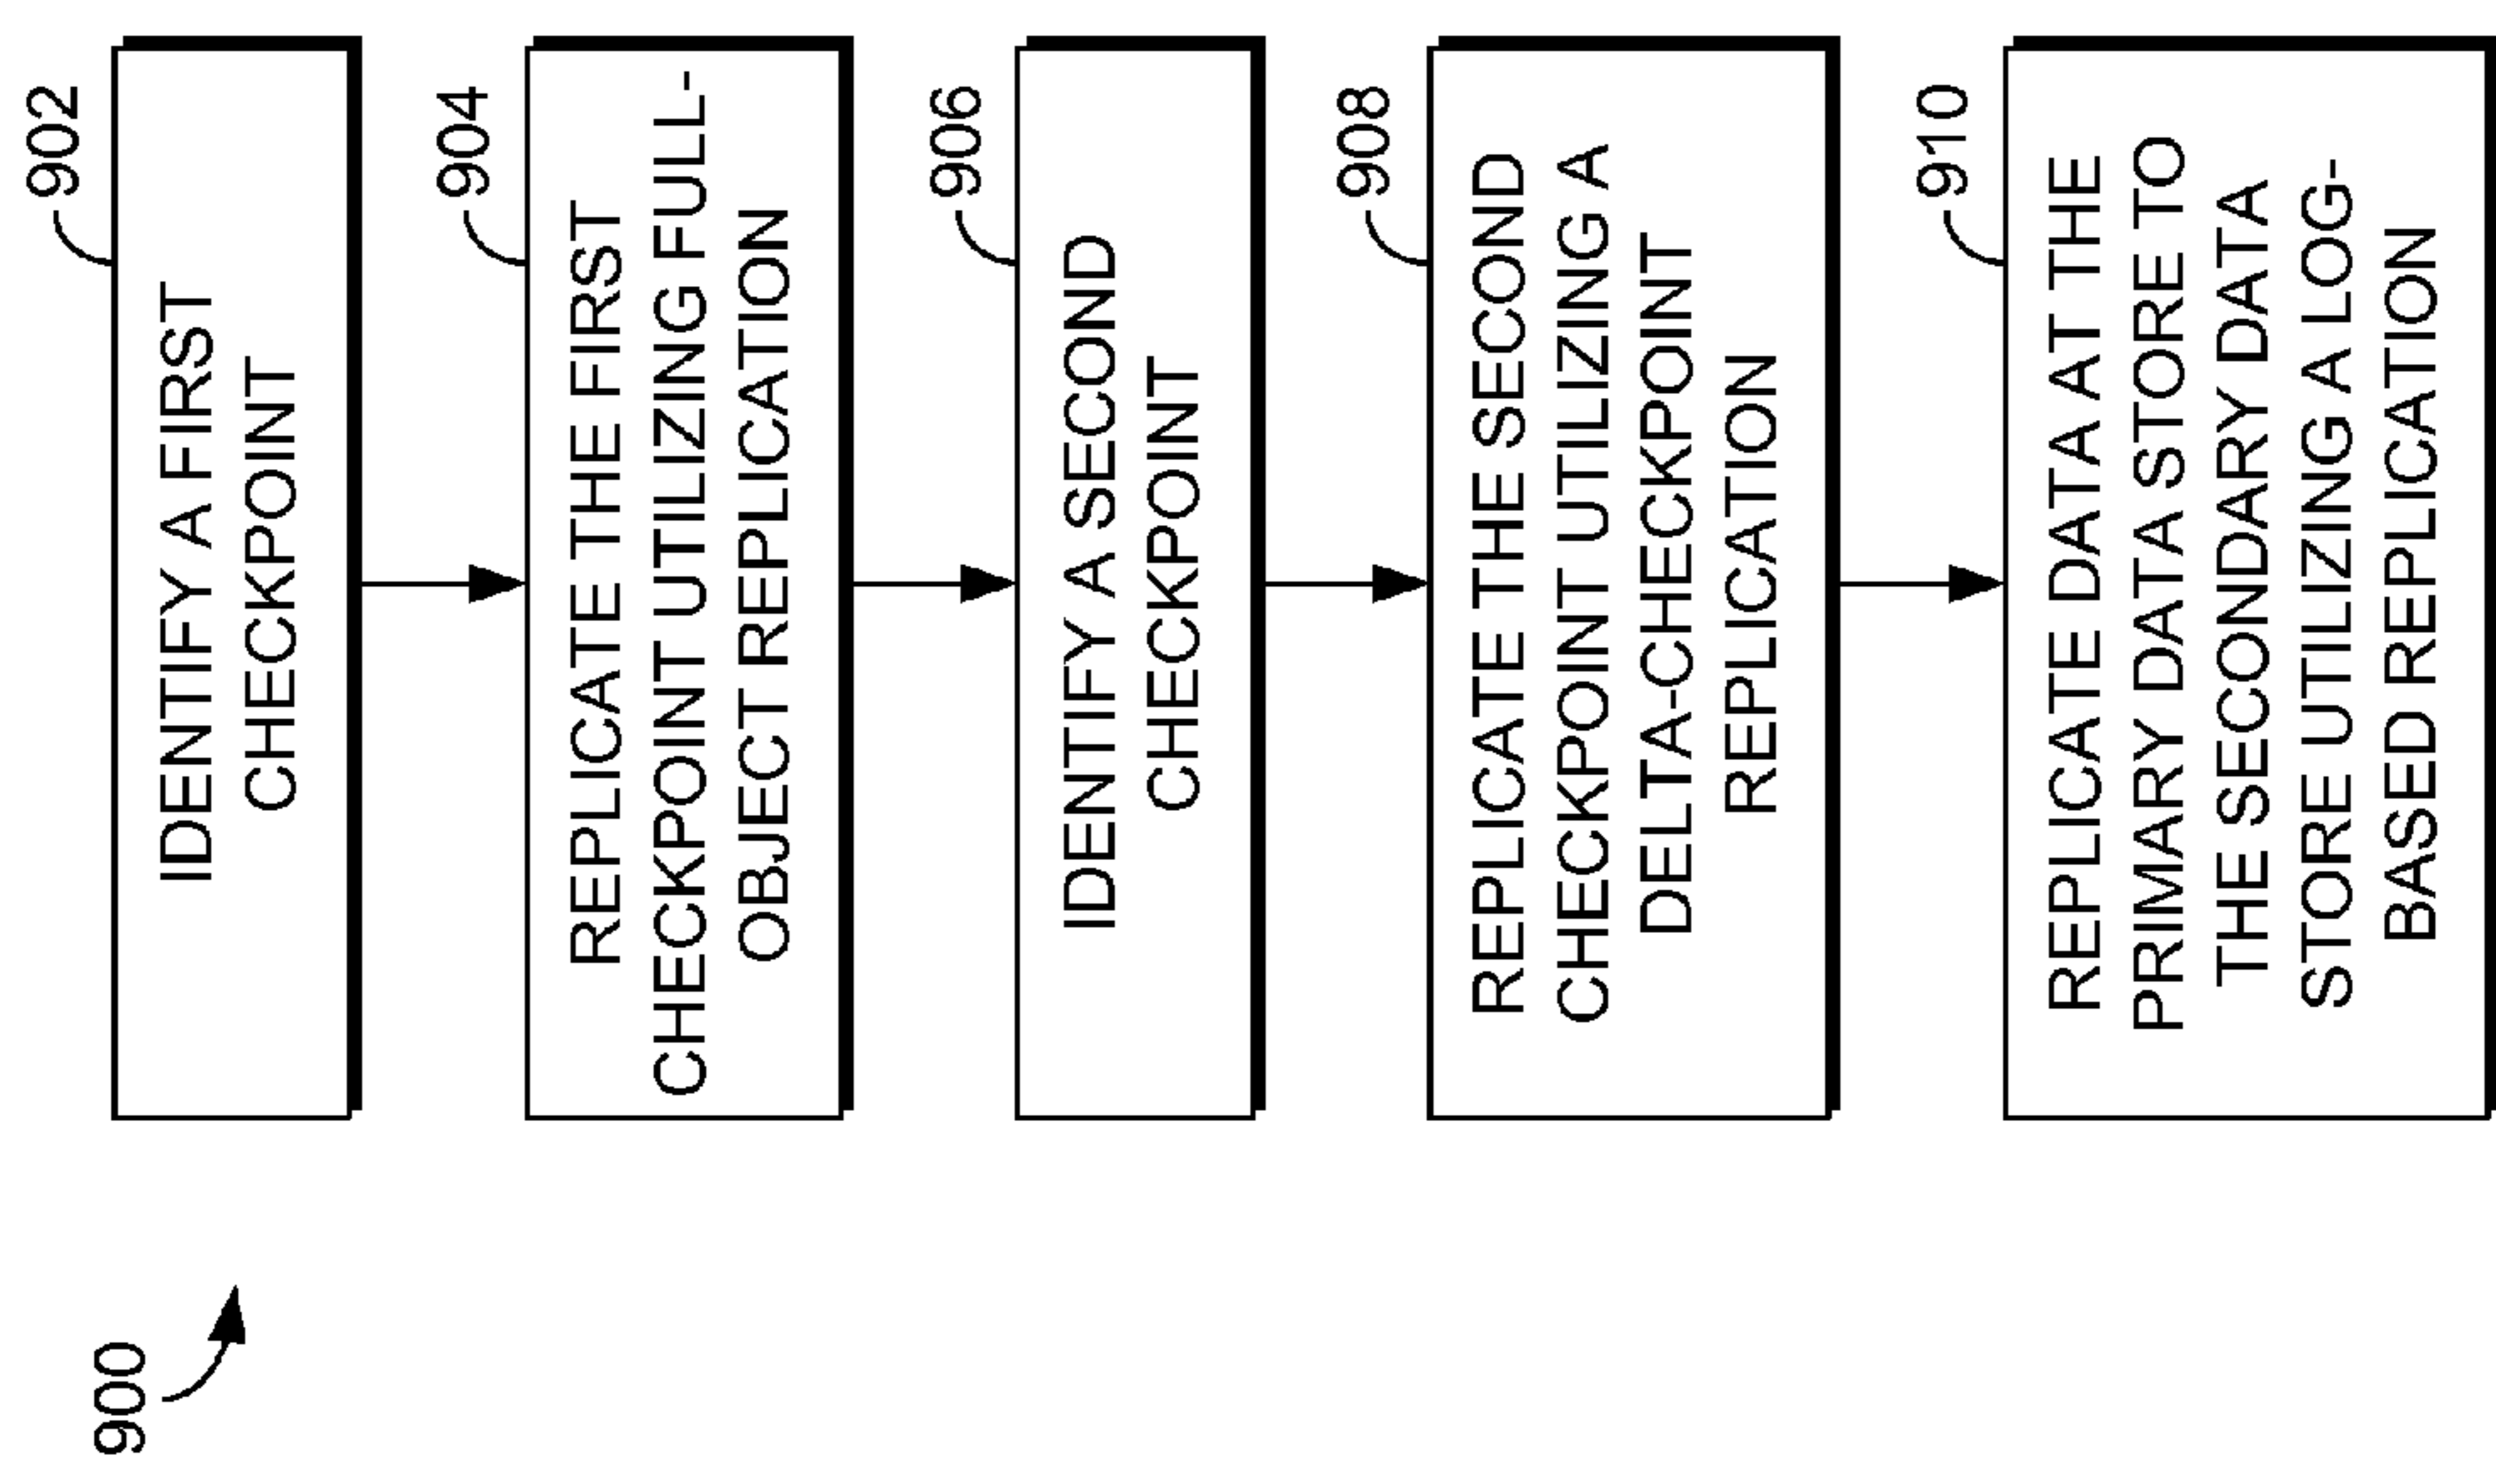 900
902
IDENTIFY A FIRST
CHECKPOINT
904
REPLICATE THE FIRST
CHECKPOINT UTILIZING FULL-
OBJECT REPLICATION
906
IDENTIFY A SECOND
CHECKPOINT
908
REPLICATE THE SECOND
CHECKPOINT UTILIZING A
DELTA-CHECKPOINT
REPLICATION
910
REPLICATE DATA AT THE
PRIMARY DATA STORE TO
THE SECONDARY DATA
STORE UTILIZING A LOG-
BASED REPLICATION